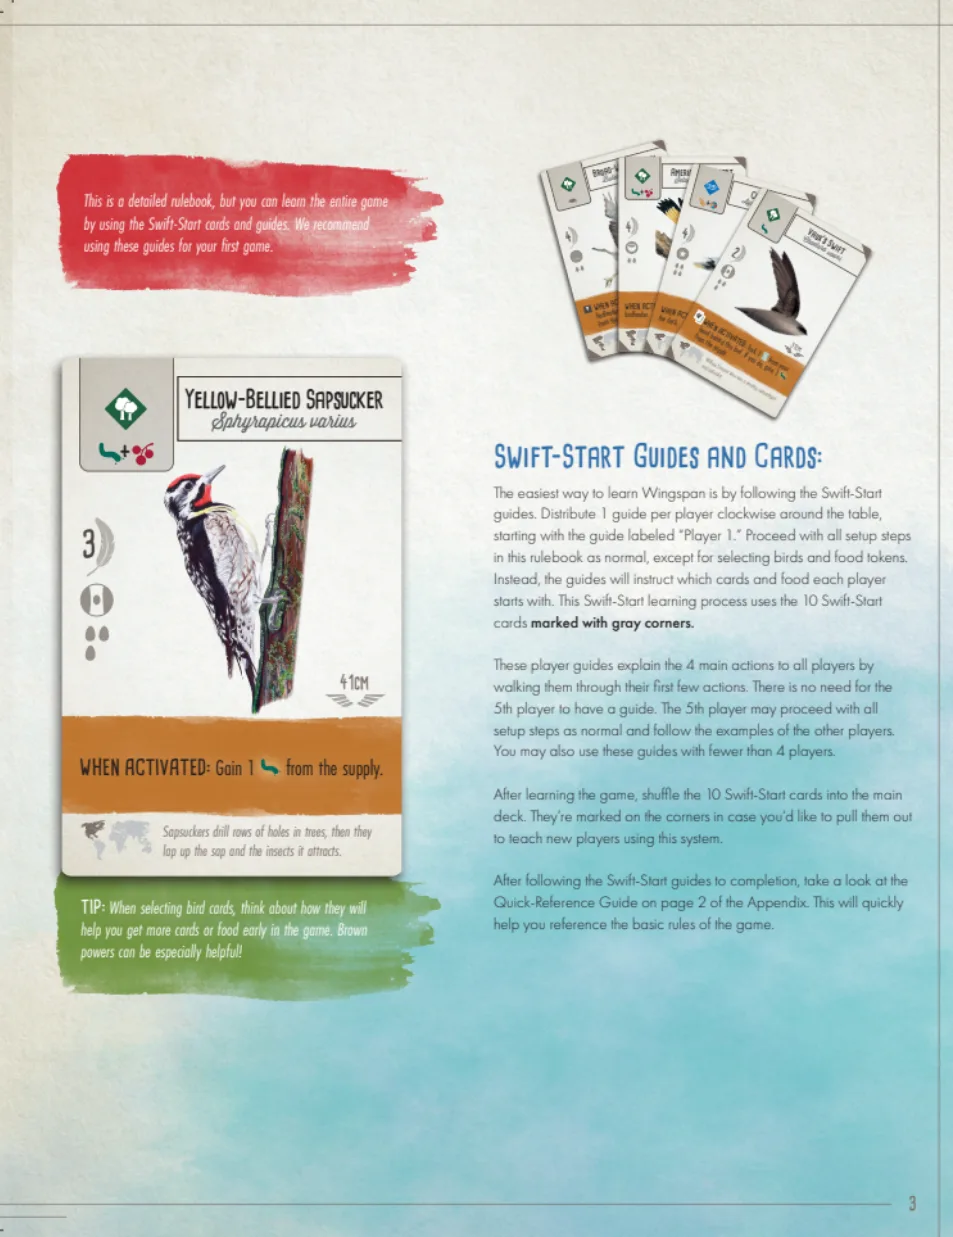 This is a detailed rulebook, but you can learn the entire game
by using the Swift-Start cards and guides. We recommend
using these guides for your first game.
YELLOW-BELLIED SAPSUCKER
Sphyrapicus varius
3
41CM
WHEN ACTIVATED: Gain 1 from the supply.
Sapsuckers drill rows of holes in trees, then they
lap up the sap and the insects it attracts.
TIP: When selecting bird cards, think about how they will
help you get more cards or food early in the game. Brown
powers can be especially helpful!
4
4
2
VAUX'S SWIFT
WHEN ACTIVATED:
SWIFT-START GUIDES AND CARDS:
The easiest way to learn Wingspan is by following the Swift-Start
guides. Distribute 1 guide per player clockwise around the table,
starting with the guide labeled "Player 1." Proceed with all setup steps
in this rulebook as normal, except for selecting birds and food tokens.
Instead, the guides will instruct which cards and food each player
starts with. This Swift-Start learning process uses the 10 Swift-Start
cards marked with gray corners.
These player guides explain the 4 main actions to all players by
walking them through their first few actions. There is no need for the
5th player to have a guide. The 5th player may proceed with all
setup steps as normal and follow the examples of the other players.
You may also use these guides with fewer than 4 players.
After learning the game, shuffle the 10 Swift-Start cards into the main
deck. They're marked on the corners in case you'd like to pull them out
to teach new players using this system.
After following the Swift-Start guides to completion, take a look at the
Quick-Reference Guide on page 2 of the Appendix. This will quickly
help you reference the basic rules of the game.
3